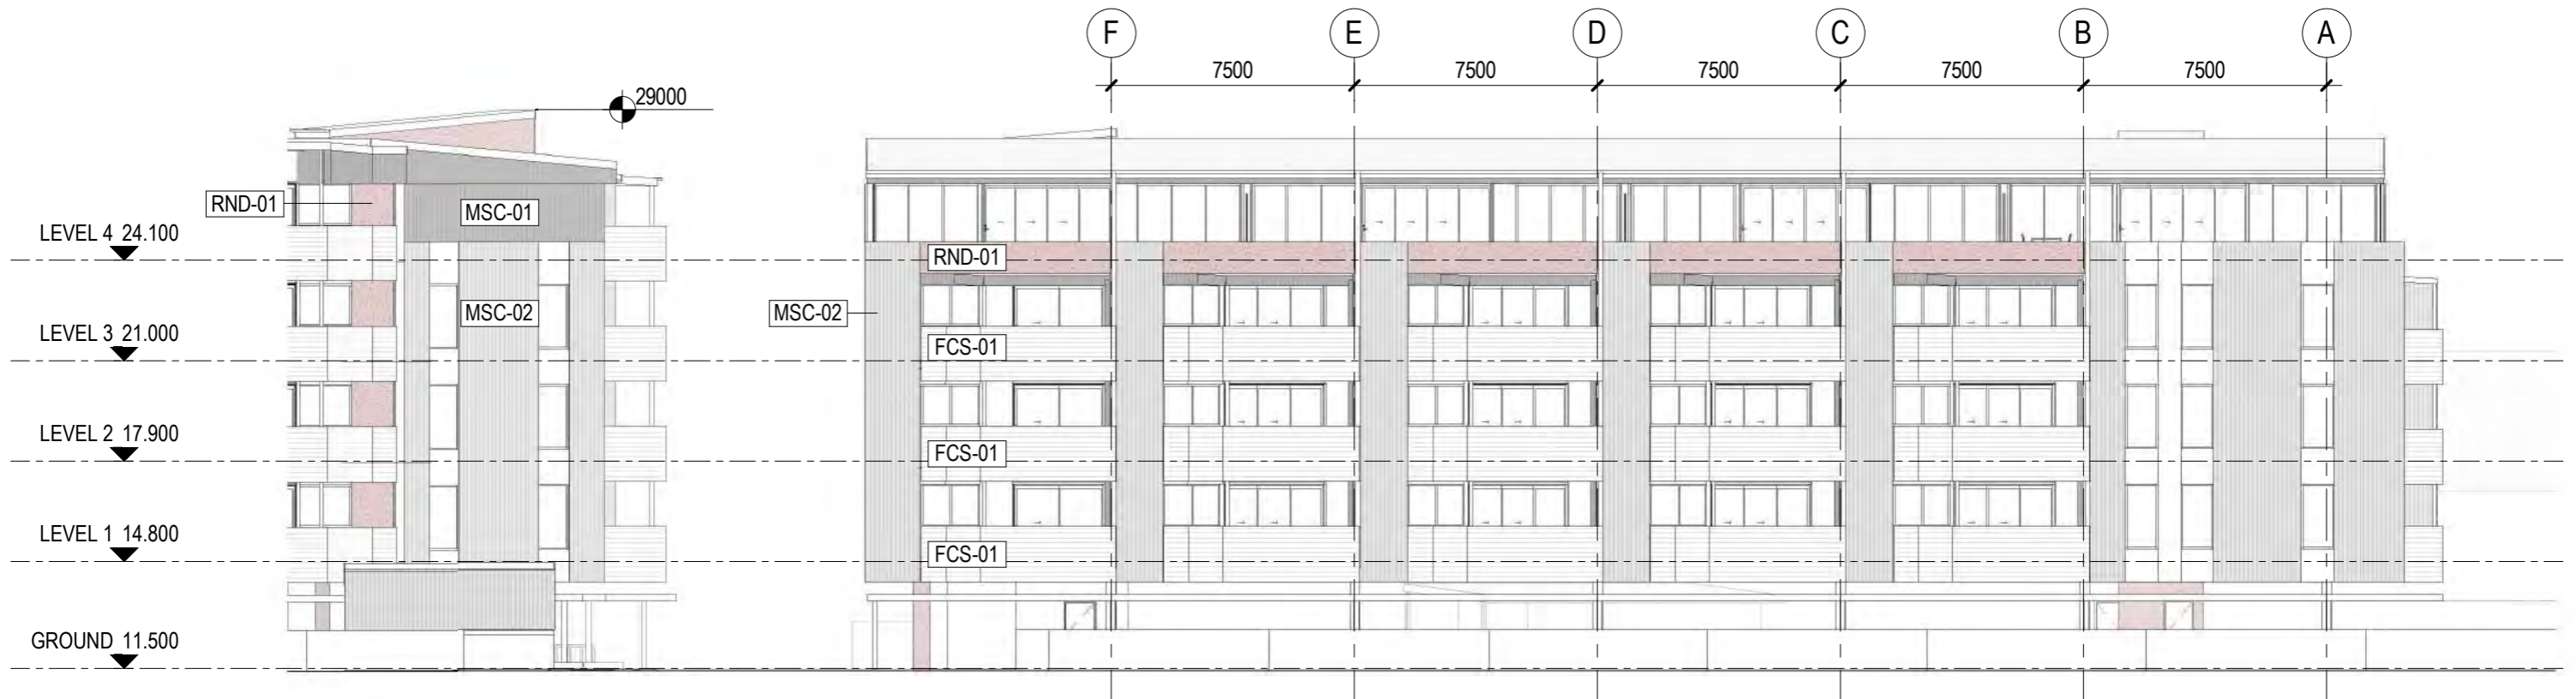 F
E
D
C
B
A
7500
7500
7500
7500
7500
29000
RND-01
MSC-01
LEVEL 4 24.100
RND-01
MSC-02
MSC-02
LEVEL 3 21.000
FCS-01
LEVEL 2 17.900
FCS-01
LEVEL 1 14.800
FCS-01
GROUND 11.500